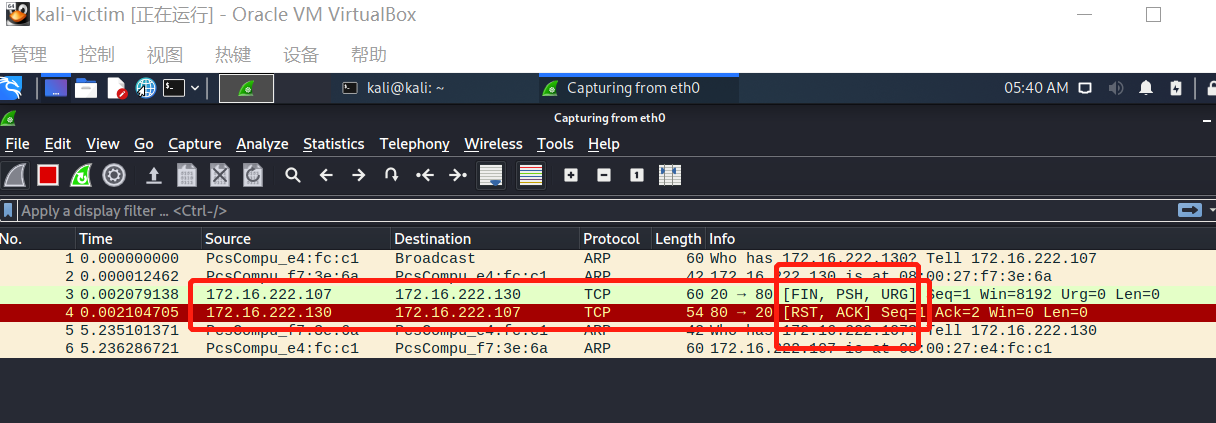 64
kali-victim [正在运行] - Oracle VM VirtualBox
管理 控制 视图 热键 设备 帮助
kali@kali: ~ Capturing from eth0 05:40 AM
Capturing from eth0
File Edit View Go Capture Analyze Statistics Telephony Wireless Tools Help
Apply a display filter ... <Ctrl-/>
No. Time Source Destination Protocol Length Info
1 0.000000000 PcsCompu_e4:fc:c1 Broadcast ARP 60 Who has 172.16.222.130? Tell 172.16.222.107
2 0.000012462 PcsCompu_f7:3e:6a PcsCompu_e4:fc:c1 ARP 42 172.16.222.130 is at 08:00:27:f7:3e:6a
3 0.002079138 172.16.222.107 172.16.222.130 TCP 60 20 → 80 [FIN, PSH, URG] Seq=1 Win=8192 Urg=0 Len=0
4 0.002104705 172.16.222.130 172.16.222.107 TCP 54 80 → 20 [RST, ACK] Seq=1 Ack=2 Win=0 Len=0
5 5.235101371 PcsCompu_f7:3e:6a PcsCompu_e4:fc:c1 ARP 42 Who has 172.16.222.107? Tell 172.16.222.130
6 5.236286721 PcsCompu_e4:fc:c1 PcsCompu_f7:3e:6a ARP 60 172.16.222.107 is at 08:00:27:e4:fc:c1